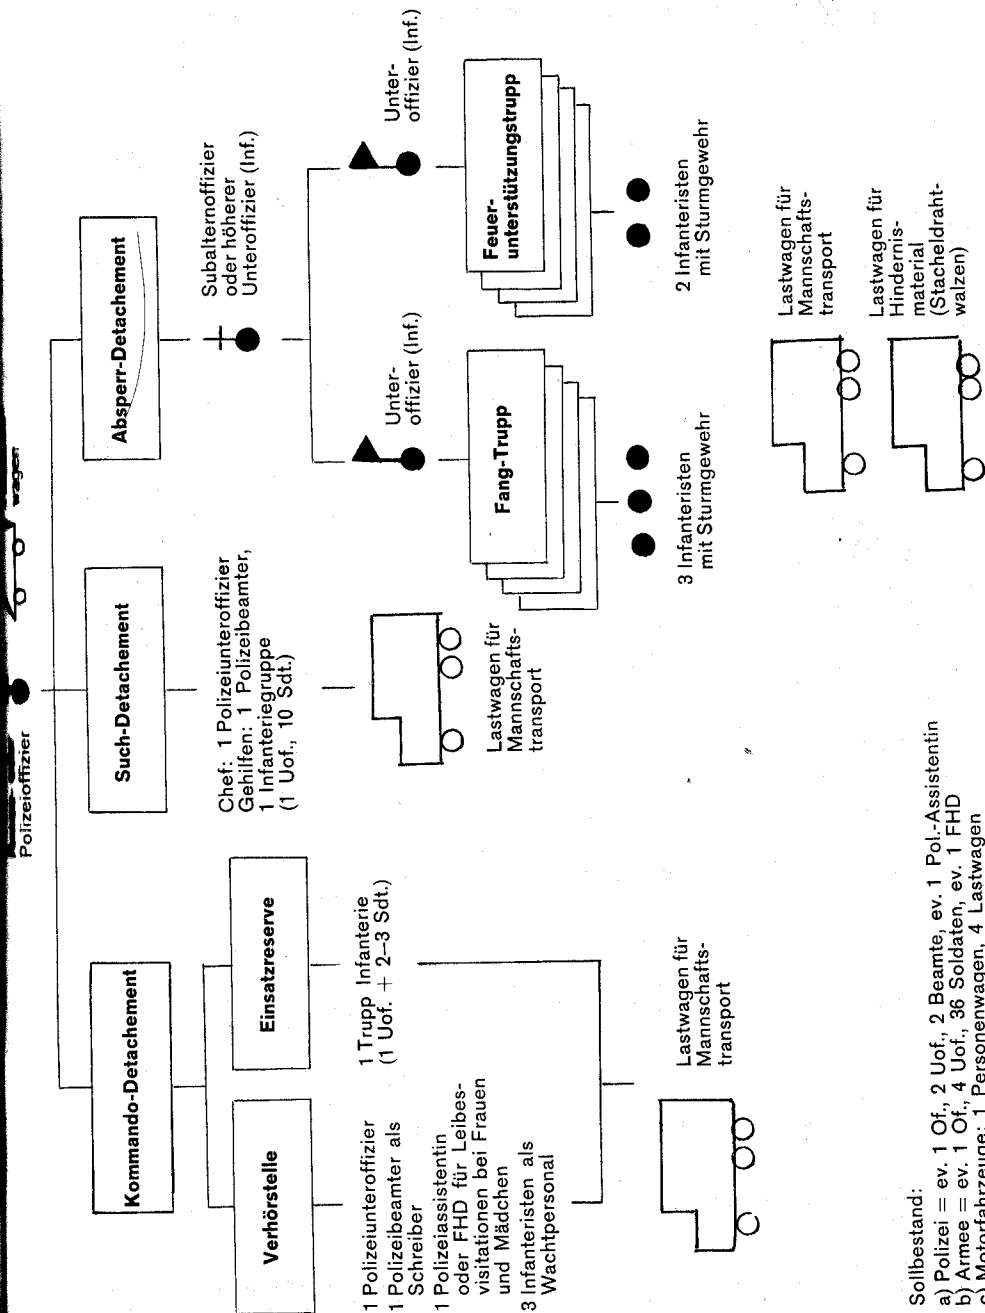 wagen
Polizeioffizier
Kommando-Detachement
Verhörstelle
1 Polizeiunteroffizier
1 Polizeibeamter als
Schreiber
1 Polizeiassistentin
oder FHD für Leibes-
visitationen bei Frauen
und Mädchen
3 Infanteristen als
Wachtpersonal
Einsatzreserve
1 Trupp Infanterie
(1 Uof. + 2–3 Sdt.)
Lastwagen für
Mannschafts-
transport
Such-Detachement
Chef: 1 Polizeiunteroffizier
Gehilfen: 1 Polizeibeamter,
1 Infanteriegruppe
(1 Uof., 10 Sdt.)
Lastwagen für
Mannschafts-
transport
Absperr-Detachement
Subalternoffizier
oder höherer
Unteroffizier (Inf.)
Unter-
offizier (Inf.)
Fang-Trupp
3 Infanteristen
mit Sturmgewehr
Unter-
offizier (Inf.)
Feuer-
unterstützungstrupp
2 Infanteristen
mit Sturmgewehr
Lastwagen für
Mannschafts-
transport
Lastwagen für
Hindernis-
material
(Stacheldraht-
walzen)
Sollbestand:
a) Polizei = ev. 1 Of., 2 Uof., 2 Beamte, ev. 1 Pol.-Assistentin
b) Armee = ev. 1 Of., 4 Uof., 36 Soldaten, ev. 1 FHD
c) Motorfahrzeuge: 1 Personenwagen, 4 Lastwagen